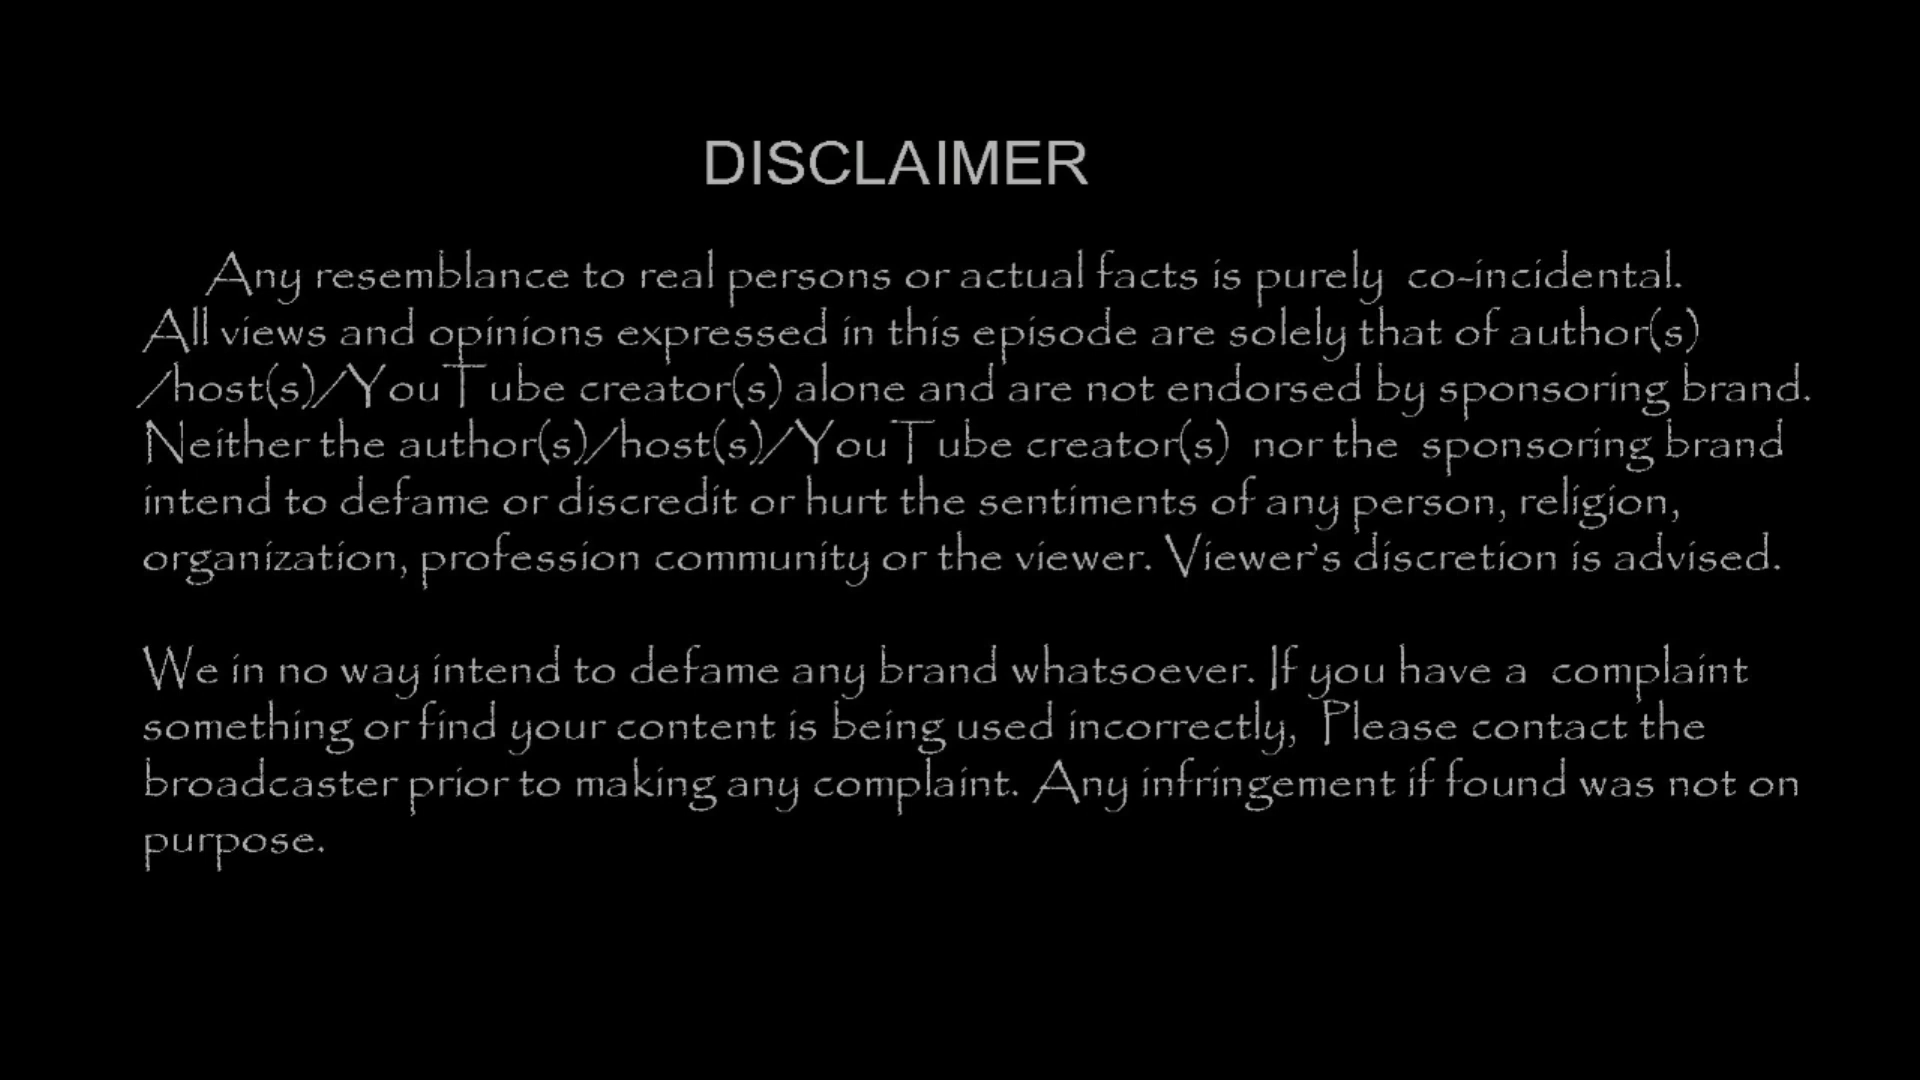 DISCLAIMER
Any resemblance to real persons or actual facts is purely co-incidental.
All views and opinions expressed in this episode are solely that of author(s)
/host(s)/YouTube creator(s) alone and are not endorsed by sponsoring brand.
Neither the author(s)/host(s)/YouTube creator(s) nor the sponsoring brand
intend to defame or discredit or hurt the sentiments of any person, religion,
organization, profession community or the viewer. Viewer's discretion is advised.
We in no way intend to defame any brand whatsoever. If you have a complaint
something or find your content is being used incorrectly, Please contact the
broadcaster prior to making any complaint. Any infringement if found was not on
purpose.